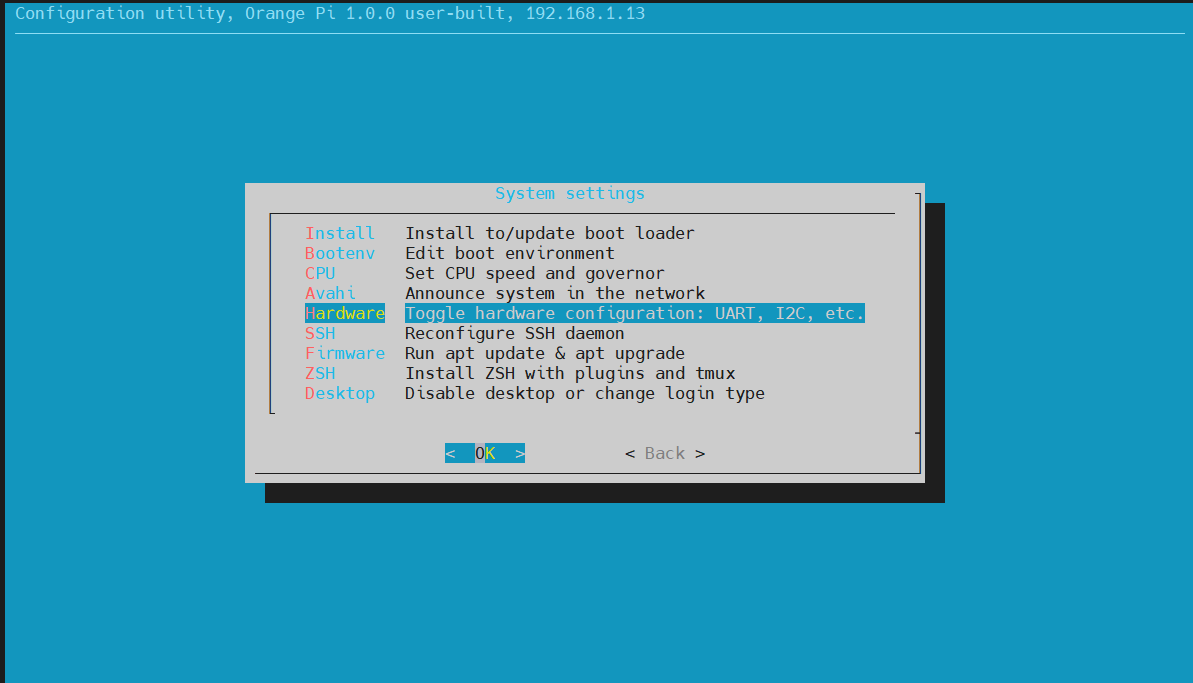 Configuration utility, Orange Pi 1.0.0 user-built, 192.168.1.13
System settings
Install Install to/update boot loader
Bootenv Edit boot environment
CPU Set CPU speed and governor
Avahi Announce system in the network
Hardware Toggle hardware configuration: UART, I2C, etc.
SSH Reconfigure SSH daemon
Firmware Run apt update & apt upgrade
ZSH Install ZSH with plugins and tmux
Desktop Disable desktop or change login type
< OK > < Back >